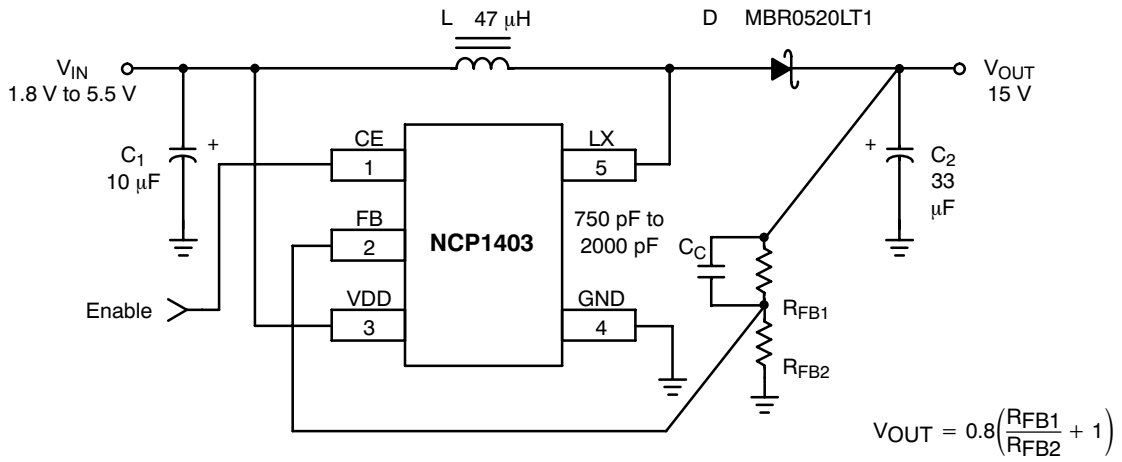 L 47 µH
D MBR0520LT1
VIN
1.8 V to 5.5 V
VOUT
15 V
C1
10 µF
+
CE
1
LX
5
+
C2
33
µF
FB
2
NCP1403
750 pF to
2000 pF
CC
Enable
VDD
3
GND
4
RFB1
RFB2
VOUT = 0.8(RFB1/RFB2 + 1)